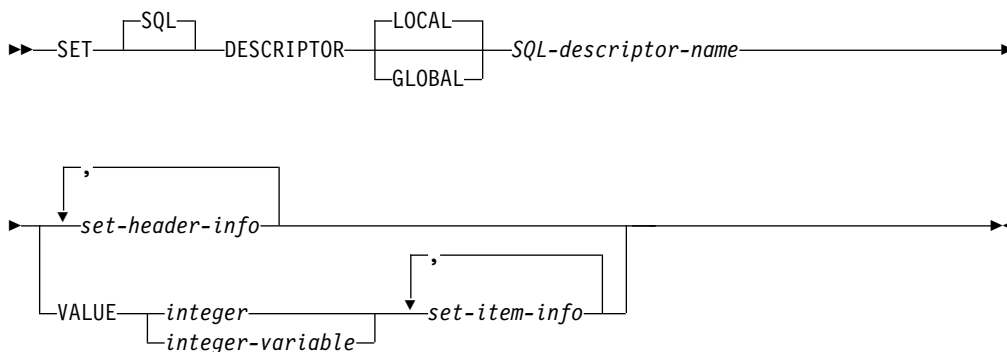 SQL LOCAL
SET DESCRIPTOR SQL-descriptor-name
GLOBAL
,
set-header-info
,
VALUE integer set-item-info
integer-variable